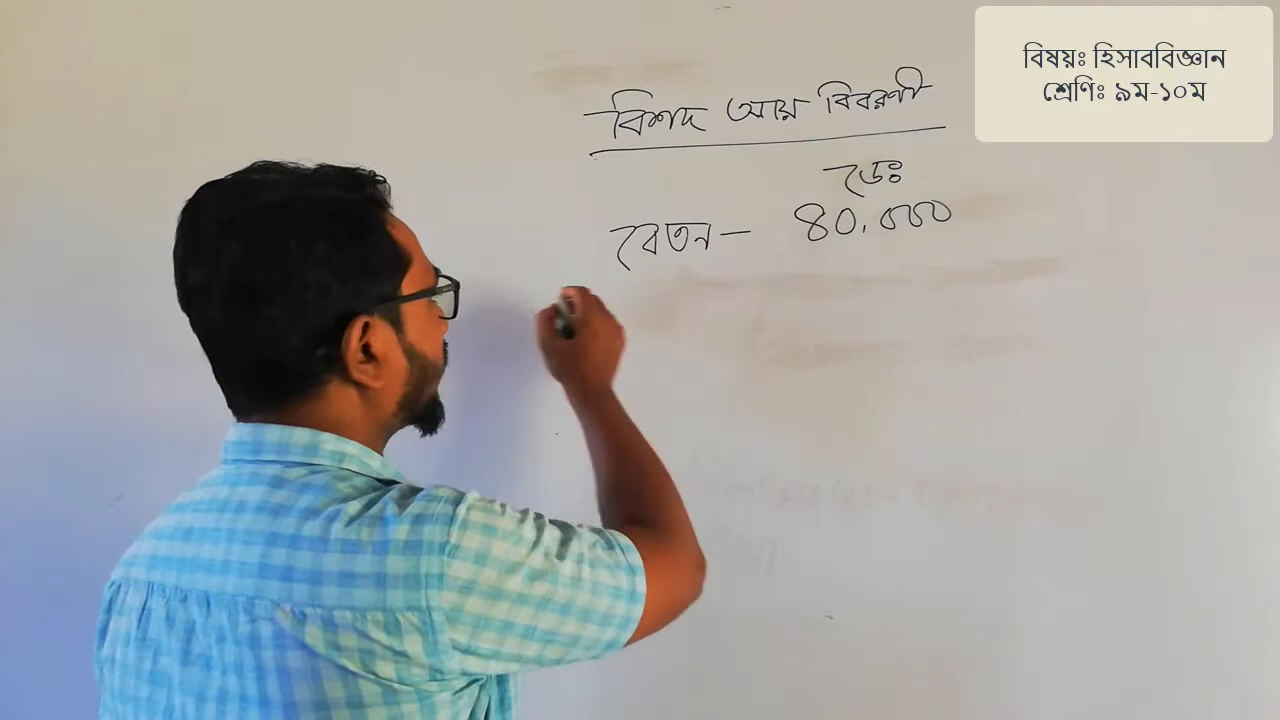 বিষয়ঃ হিসাববিজ্ঞান
শ্রেণিঃ ৯ম-১০ম
বিশদ আয় বিবরণী
ডেঃ
বেতন— ৪০,০০০